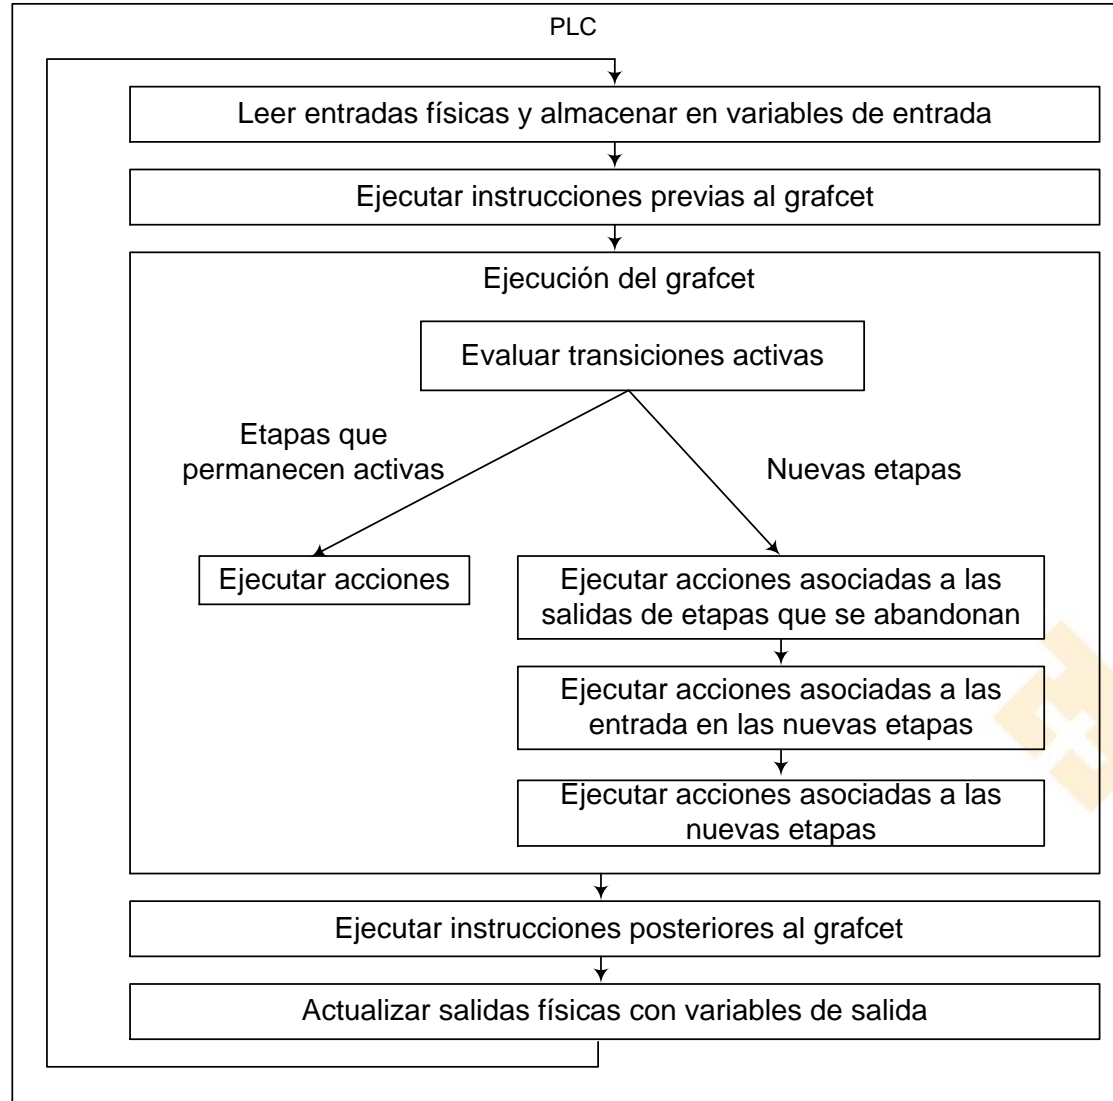 PLC
Leer entradas físicas y almacenar en variables de entrada
Ejecutar instrucciones previas al grafcet
Ejecución del grafcet
Evaluar transiciones activas
Etapas que
permanecen activas
Nuevas etapas
Ejecutar acciones
Ejecutar acciones asociadas a las
salidas de etapas que se abandonan
Ejecutar acciones asociadas a las
entrada en las nuevas etapas
Ejecutar acciones asociadas a las
nuevas etapas
Ejecutar instrucciones posteriores al grafcet
Actualizar salidas físicas con variables de salida